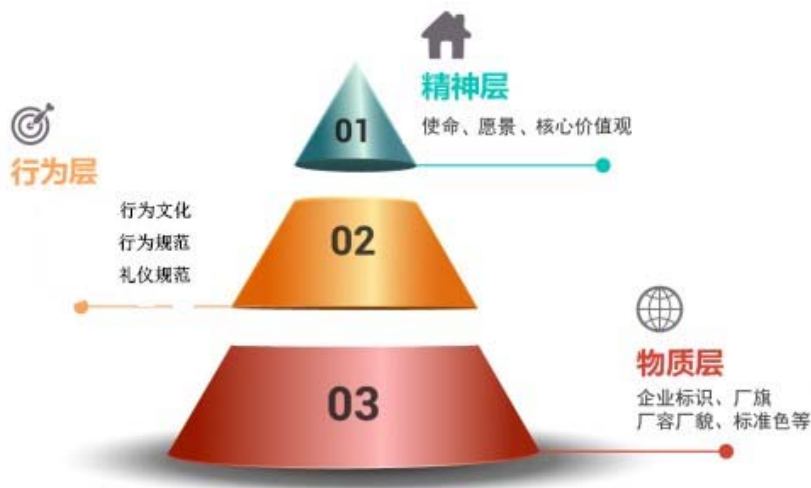 精神层
使命、愿景、核心价值观
01
行为层
行为文化
行为规范
礼仪规范
02
物质层
企业标识、厂旗
厂容厂貌、标准色等
03